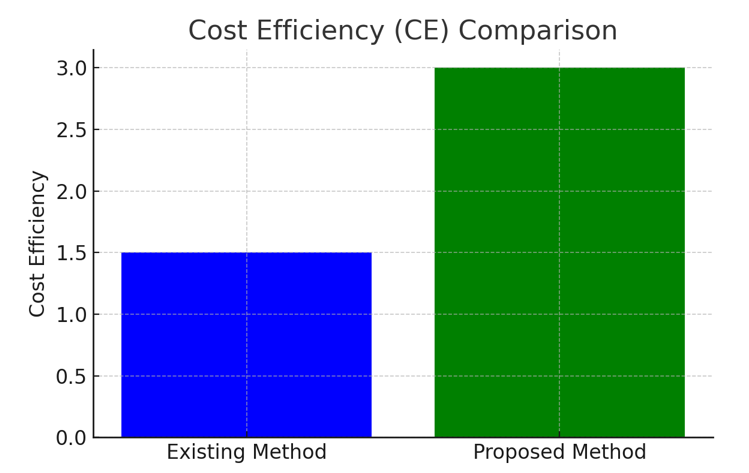 Cost Efficiency (CE) Comparison
3.0
2.5
2.0
1.5
1.0
0.5
0.0
Cost Efficiency
Existing Method
Proposed Method